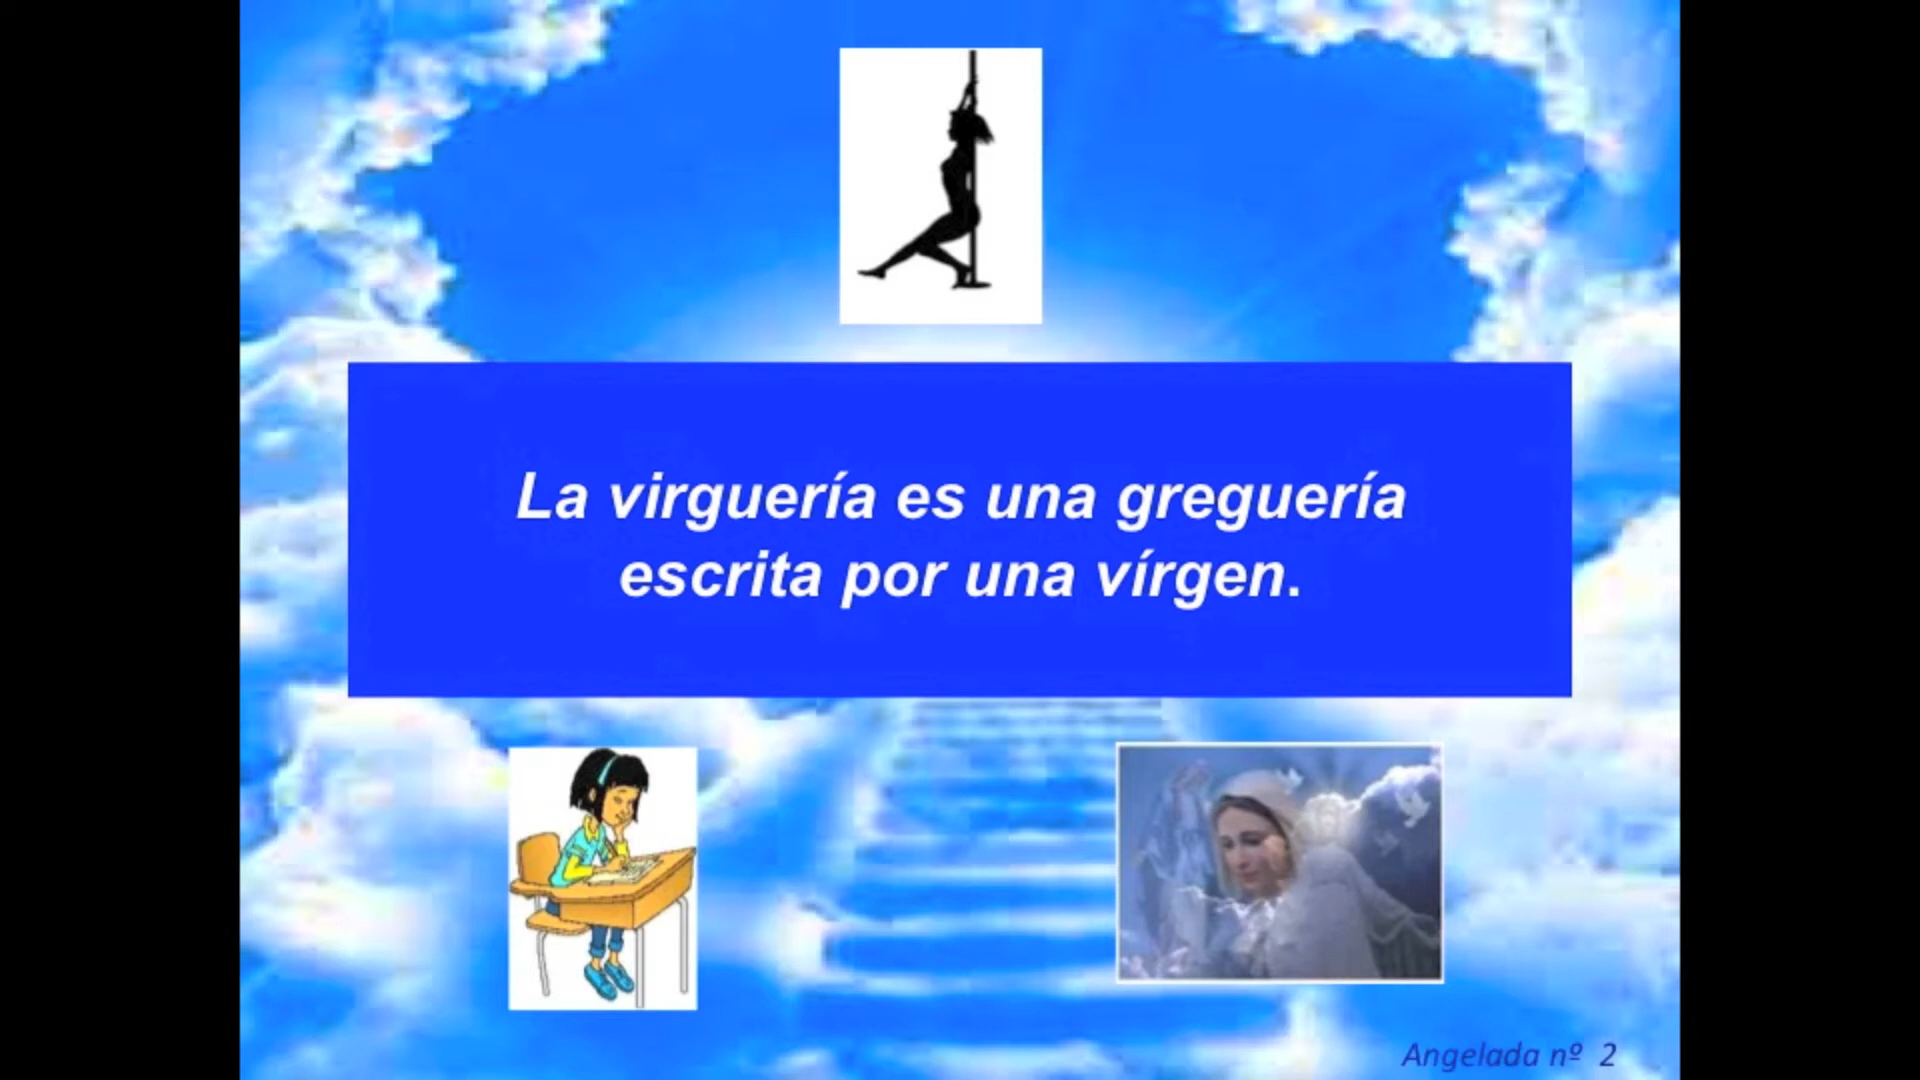 La virguería es una greguería
escrita por una vírgen.
Angelada nº 2